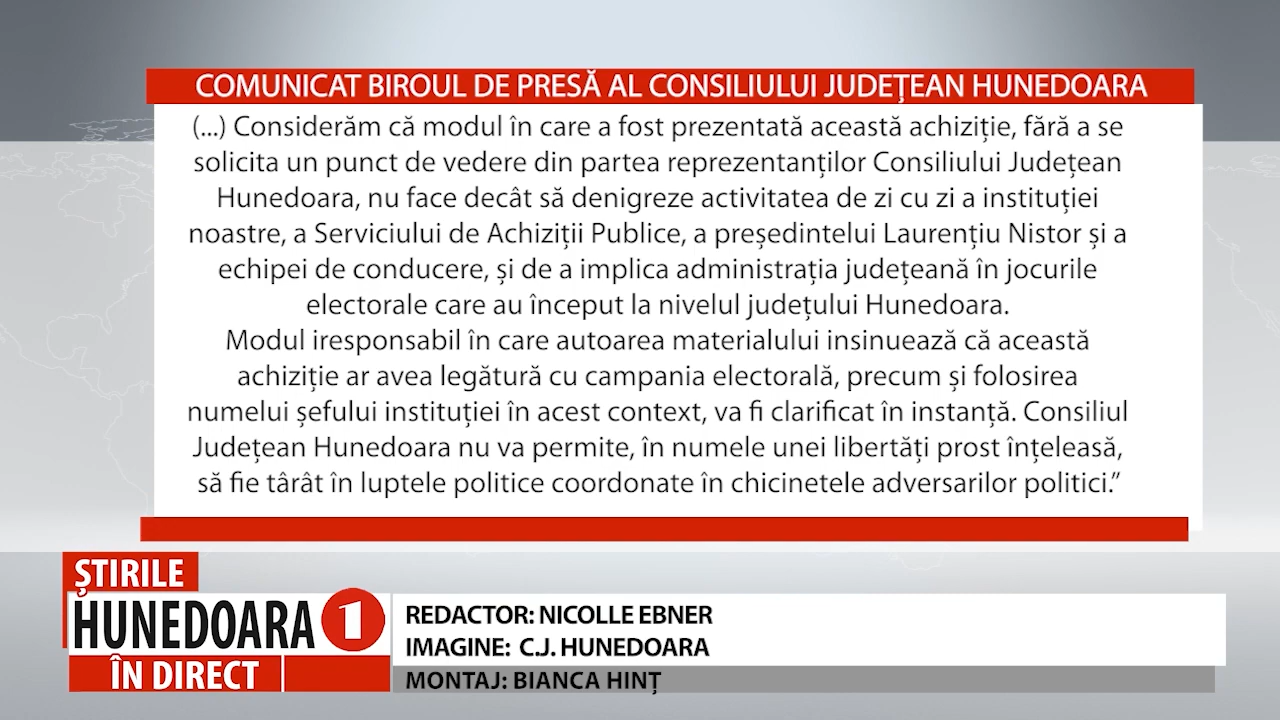 COMUNICAT BIROUL DE PRESĂ AL CONSILIULUI JUDEŢEAN HUNEDOARA
(...) Considerăm că modul în care a fost prezentată această achiziție, fără a se
solicita un punct de vedere din partea reprezentanților Consiliului Județean
Hunedoara, nu face decât să denigreze activitatea de zi cu zi a instituției
noastre, a Serviciului de Achiziții Publice, a președintelui Laurențiu Nistor și a
echipei de conducere, și de a implica administrația județeană în jocurile
electorale care au început la nivelul județului Hunedoara.
Modul iresponsabil în care autoarea materialului insinuează că această
achiziție ar avea legătură cu campania electorală, precum și folosirea
numelui șefului instituției în acest context, va fi clarificat în instanță. Consiliul
Județean Hunedoara nu va permite, în numele unei libertăți prost înțeleasă,
să fie târât în luptele politice coordonate în chicinetele adversarilor politici.”
ȘTIRILE
HUNEDOARA 1
ÎN DIRECT
REDACTOR: NICOLLE EBNER
IMAGINE: C.J. HUNEDOARA
MONTAJ: BIANCA HINȚ